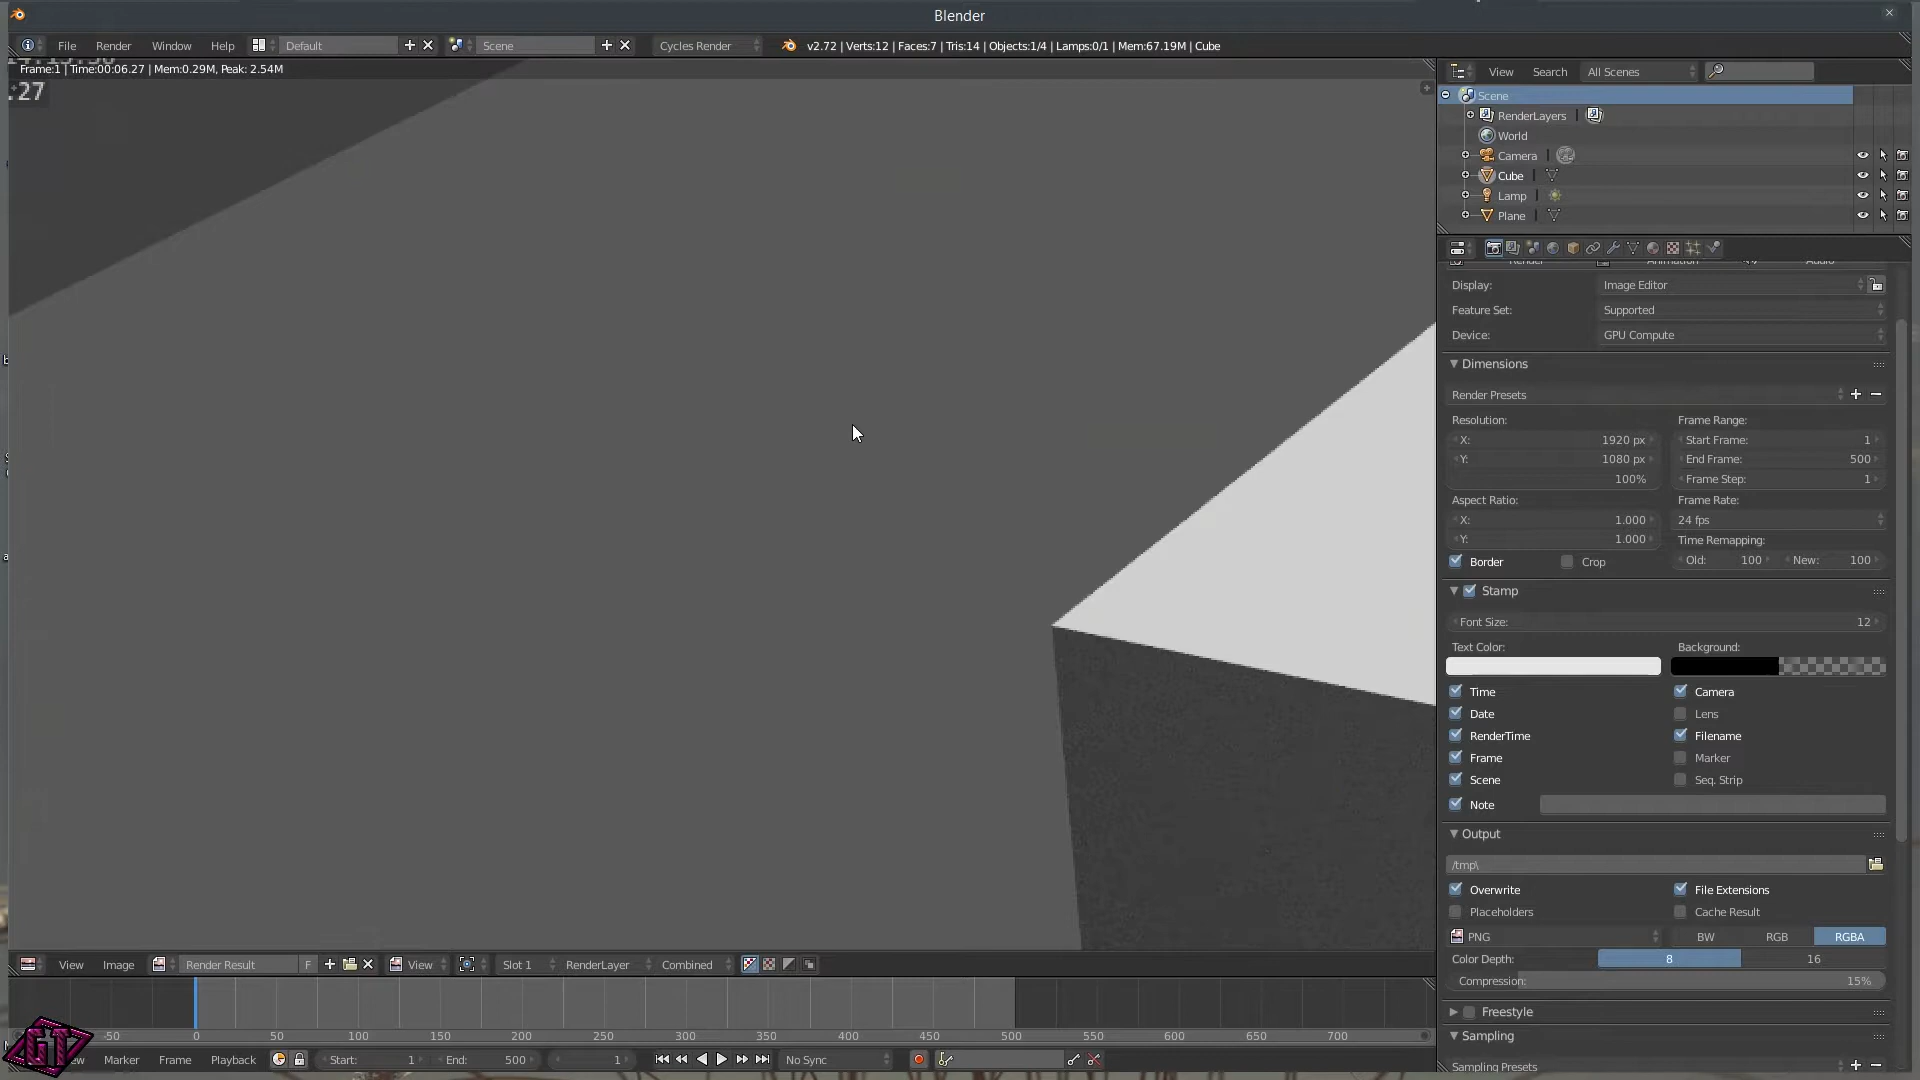 Blender
File Render Window Help Default Scene Cycles Render v2.72 | Verts:12 | Faces:7 | Tris:14 | Objects:1/4 | Lamps:0/1 | Mem:67.19M | Cube
Frame:1 | Time:00:06.27 | Mem:0.29M, Peak: 2.54M
.27
View Search All Scenes
Scene
RenderLayers |
World
Camera |
Cube |
Lamp |
Plane |
Render Animation Audio
Display: Image Editor
Feature Set: Supported
Device: GPU Compute
Dimensions
Render Presets
Resolution: Frame Range:
X: 1920 px Start Frame: 1
Y: 1080 px End Frame: 500
100% Frame Step: 1
Aspect Ratio: Frame Rate:
X: 1.000 24 fps
Y: 1.000 Time Remapping:
Border Crop Old: 100 New: 100
Stamp
Font Size: 12
Text Color: Background:
Time Camera
Date Lens
RenderTime Filename
Frame Marker
Scene Seq. Strip
Note
Output
/tmp\
Overwrite File Extensions
Placeholders Cache Result
PNG BW RGB RGBA
Color Depth: 8 16
Compression: 15%
Freestyle
Sampling
Sampling Presets
View Image Render Result F View Slot 1 RenderLayer Combined
-50 0 50 100 150 200 250 300 350 400 450 500 550 600 650 700
Marker Frame Playback Start: 1 End: 500 1 No Sync
GT